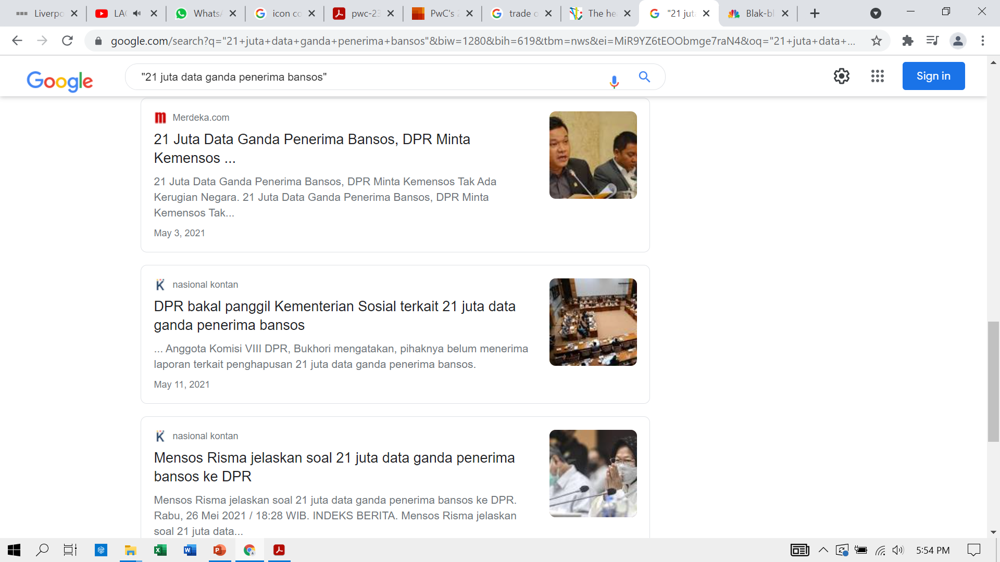 Liverpo
LA
Whats
icon co
pwc-23
PwC's 2
trade o
The he
"21 jut
Blak-bl
google.com/search?q="21+juta+data+ganda+penerima+bansos"&biw=1280&bih=619&tbm=nws&ei=MiR9YZ6tEOObmge7raN4&oq="21+juta+data+...
Google
"21 juta data ganda penerima bansos"
Sign in
Merdeka.com
21 Juta Data Ganda Penerima Bansos, DPR Minta
Kemensos ...
21 Juta Data Ganda Penerima Bansos, DPR Minta Kemensos Tak Ada
Kerugian Negara. 21 Juta Data Ganda Penerima Bansos, DPR Minta
Kemensos Tak...
May 3, 2021
nasional kontan
DPR bakal panggil Kementerian Sosial terkait 21 juta data
ganda penerima bansos
... Anggota Komisi VIII DPR, Bukhori mengatakan, pihaknya belum menerima
laporan terkait penghapusan 21 juta data ganda penerima bansos.
May 11, 2021
nasional kontan
Mensos Risma jelaskan soal 21 juta data ganda penerima
bansos ke DPR
Mensos Risma jelaskan soal 21 juta data ganda penerima bansos ke DPR.
Rabu, 26 Mei 2021 / 18:28 WIB. INDEKS BERITA. Mensos Risma jelaskan
soal 21 juta data...
5:54 PM